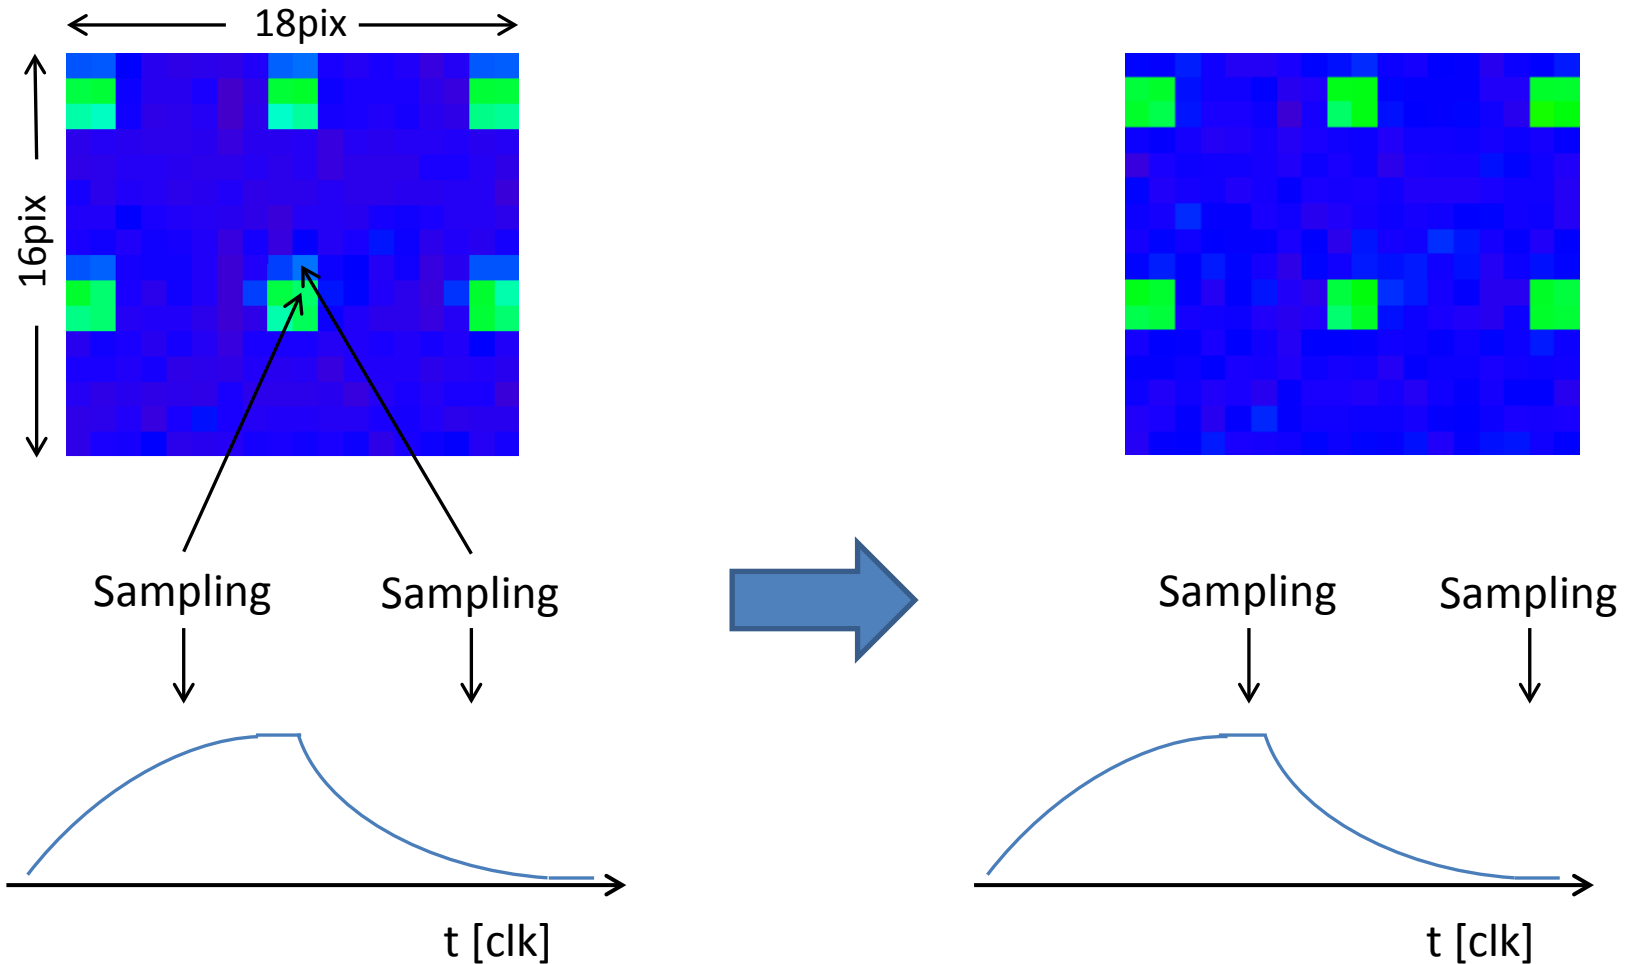 18pix
16pix
Sampling
Sampling
Sampling
Sampling
t [clk]
t [clk]